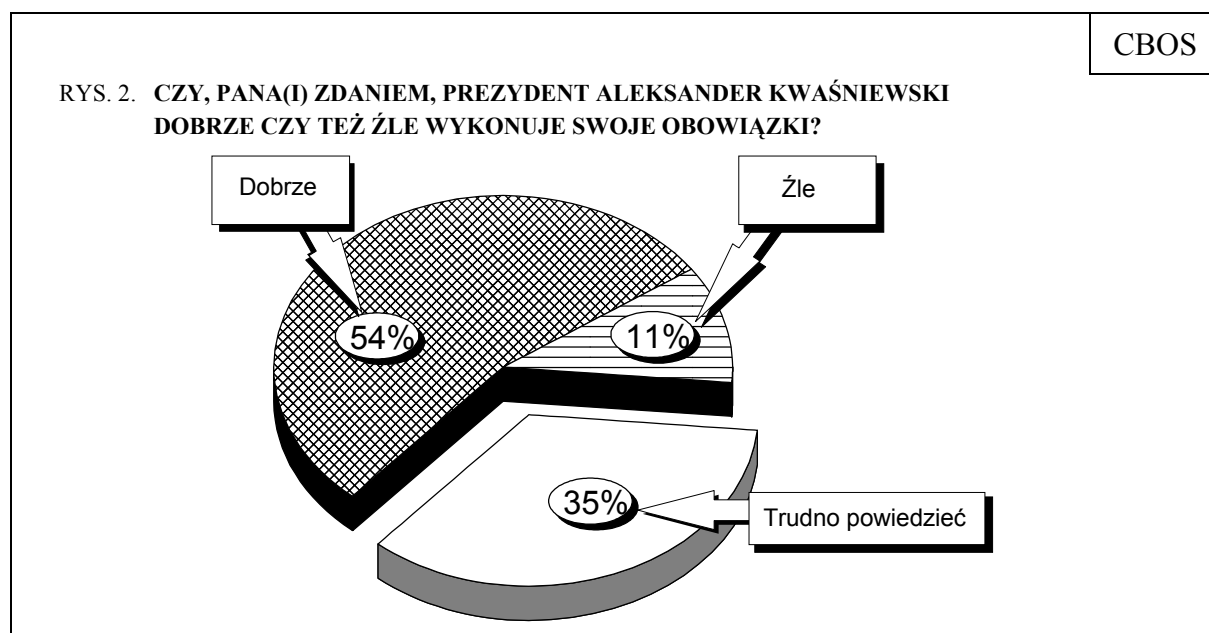 CBOS
RYS. 2. CZY, PANA(I) ZDANIEM, PREZYDENT ALEKSANDER KWAŚNIEWSKI
DOBRZE CZY TEŻ ŹLE WYKONUJE SWOJE OBOWIĄZKI?
Dobrze
Źle
54%
11%
35%
Trudno powiedzieć